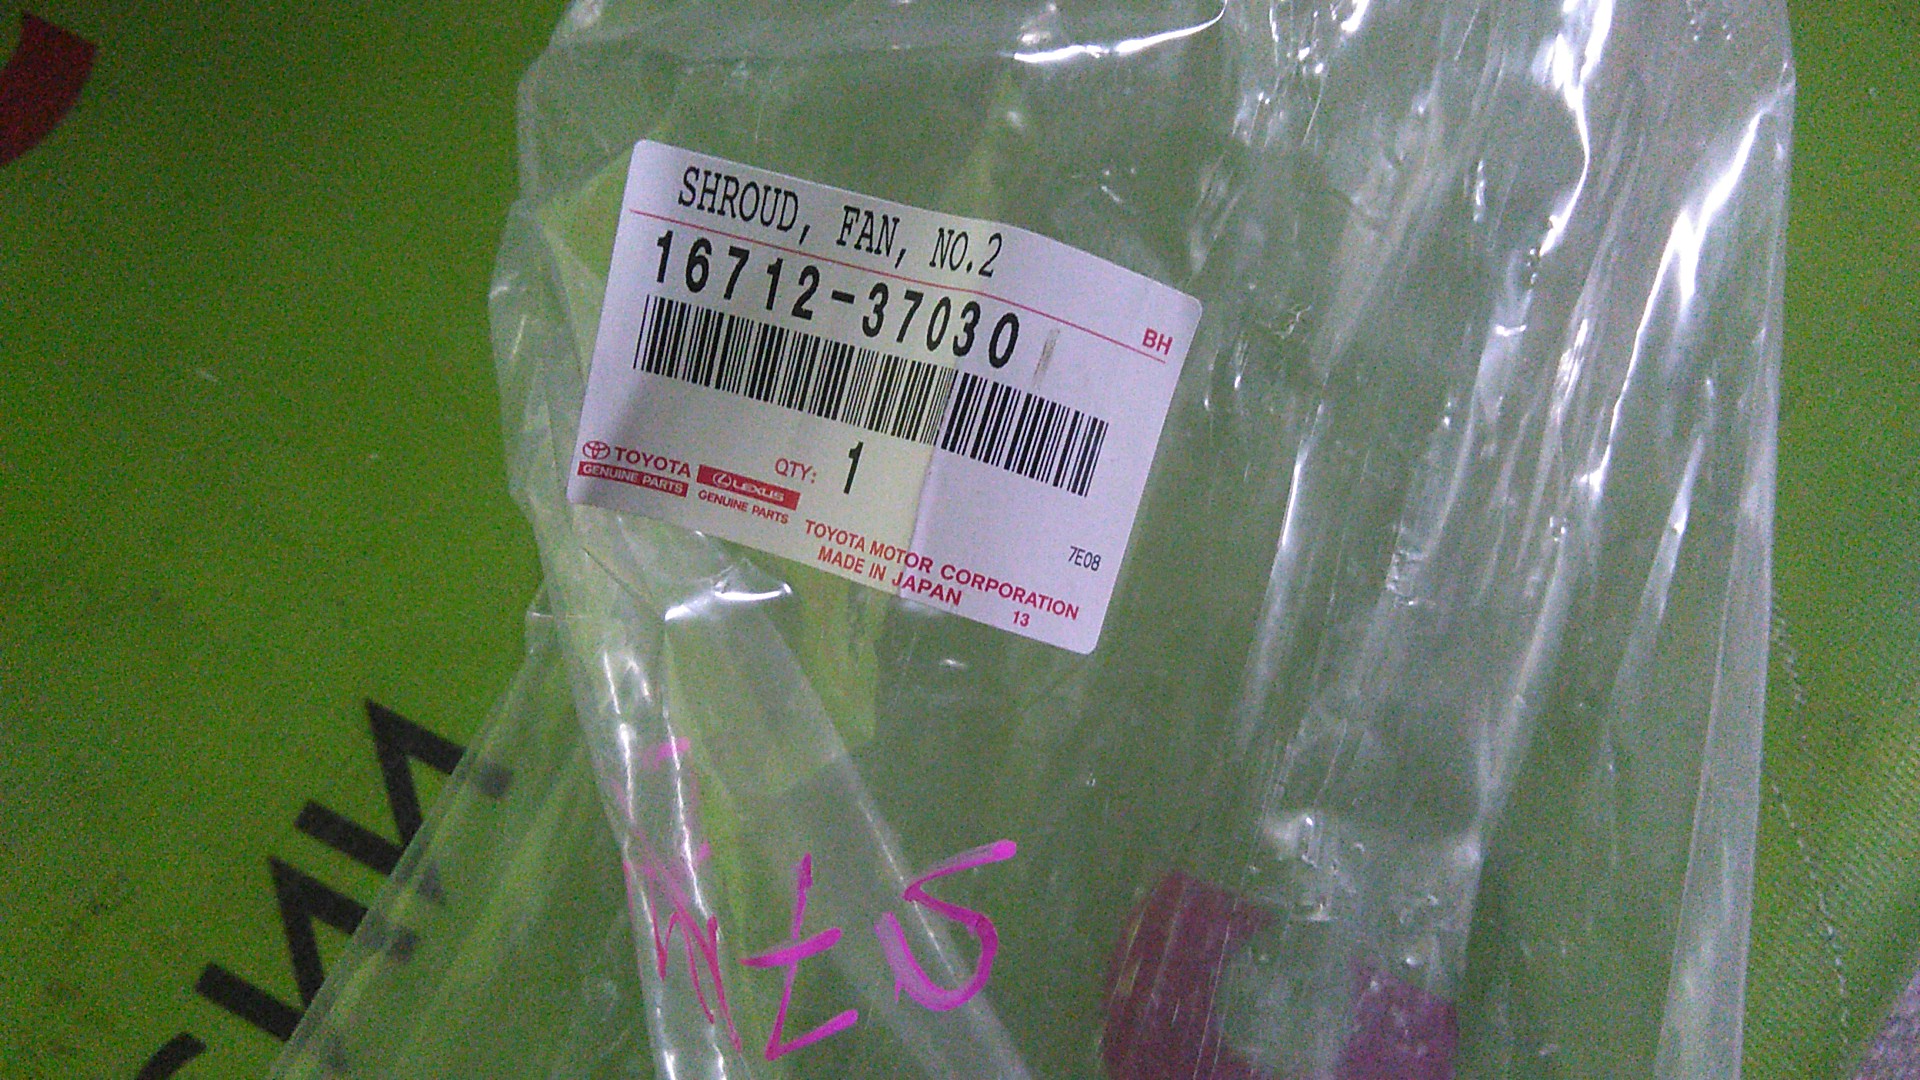 SHROUD, FAN, NO.2
BH
16712-37030
QTY: 1
TOYOTA
GENUINE PARTS
LEXUS
GENUINE PARTS
7E08
TOYOTA MOTOR CORPORATION
MADE IN JAPAN
13